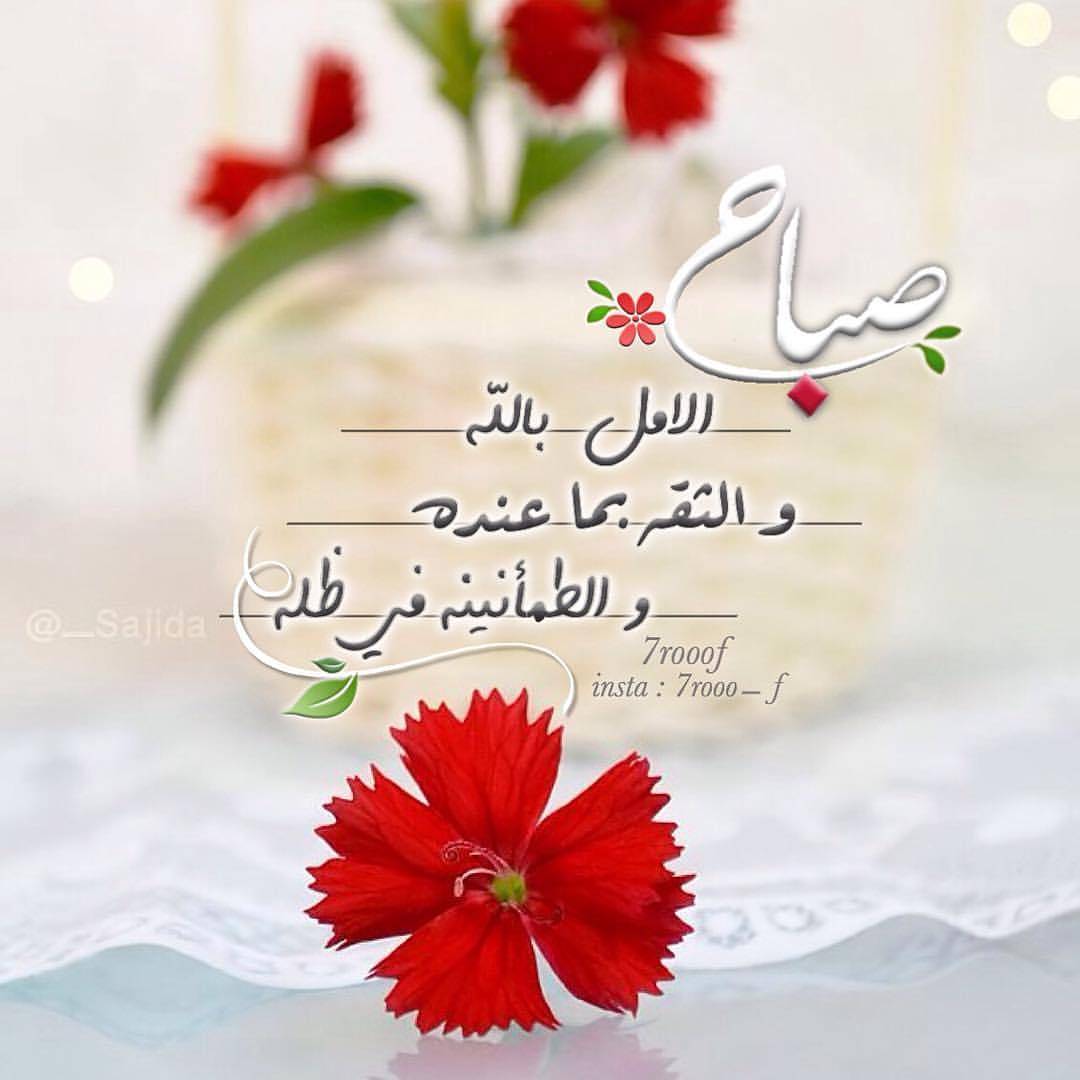 صباح
الامل بالله
و الثقه بما عنده
و الطمأنينه في ظله
7rooof
insta : 7rooo_f
@_Sajida